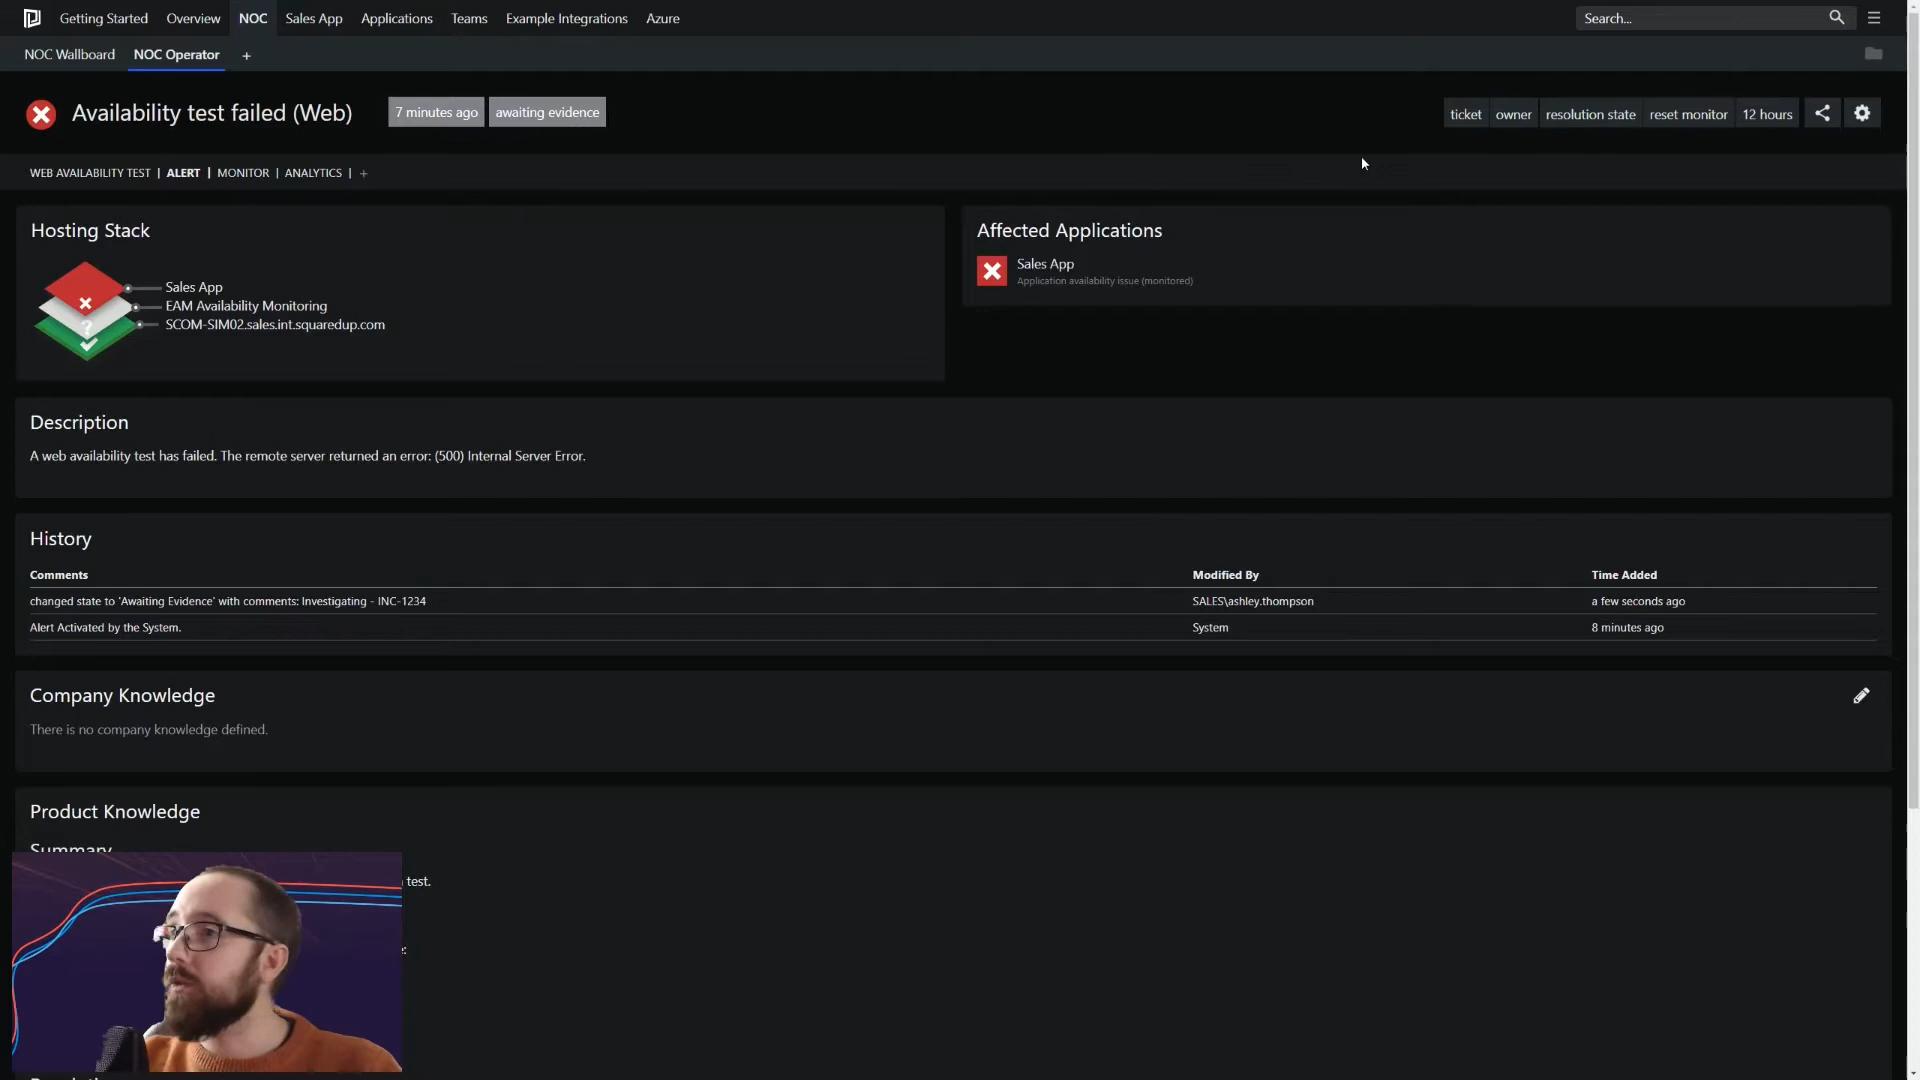 Getting Started Overview NOC Sales App Applications Teams Example Integrations Azure Search...
NOC Wallboard NOC Operator +
Availability test failed (Web) 7 minutes ago awaiting evidence ticket owner resolution state reset monitor 12 hours
WEB AVAILABILITY TEST | ALERT | MONITOR | ANALYTICS | +
Hosting Stack
Sales App
EAM Availability Monitoring
SCOM-SIM02.sales.int.squaredup.com
Affected Applications
Sales App
Application availability issue (monitored)
Description
A web availability test has failed. The remote server returned an error: (500) Internal Server Error.
History
Comments Modified By Time Added
changed state to 'Awaiting Evidence' with comments: Investigating - INC-1234 SALES\ashley.thompson a few seconds ago
Alert Activated by the System. System 8 minutes ago
Company Knowledge
There is no company knowledge defined.
Product Knowledge
Summary
test.